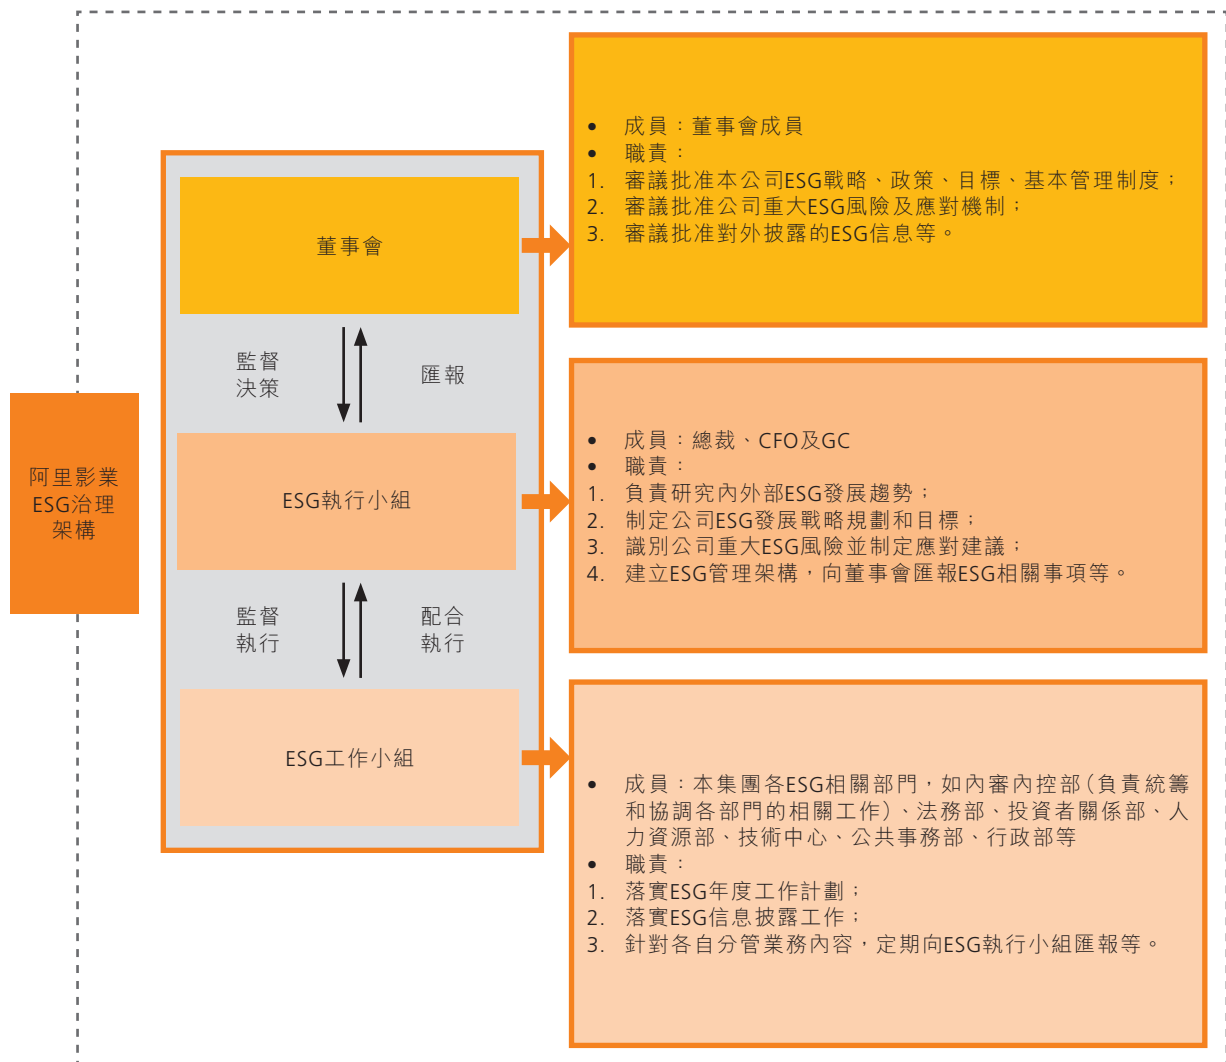 阿里影業
ESG治理
架構
董事會
監督
決策
匯報
ESG執行小組
監督
執行
配合
執行
ESG工作小組
• 成員：董事會成員
• 職責：
1. 審議批准本公司ESG戰略、政策、目標、基本管理制度；
2. 審議批准公司重大ESG風險及應對機制；
3. 審議批准對外披露的ESG信息等。
• 成員：總裁、CFO及GC
• 職責：
1. 負責研究內外部ESG發展趨勢；
2. 制定公司ESG發展戰略規劃和目標；
3. 識別公司重大ESG風險並制定應對建議；
4. 建立ESG管理架構，向董事會匯報ESG相關事項等。
• 成員：本集團各ESG相關部門，如內審內控部（負責統籌
和協調各部門的相關工作）、法務部、投資者關係部、人
力資源部、技術中心、公共事務部、行政部等
• 職責：
1. 落實ESG年度工作計劃；
2. 落實ESG信息披露工作；
3. 針對各自分管業務內容，定期向ESG執行小組匯報等。